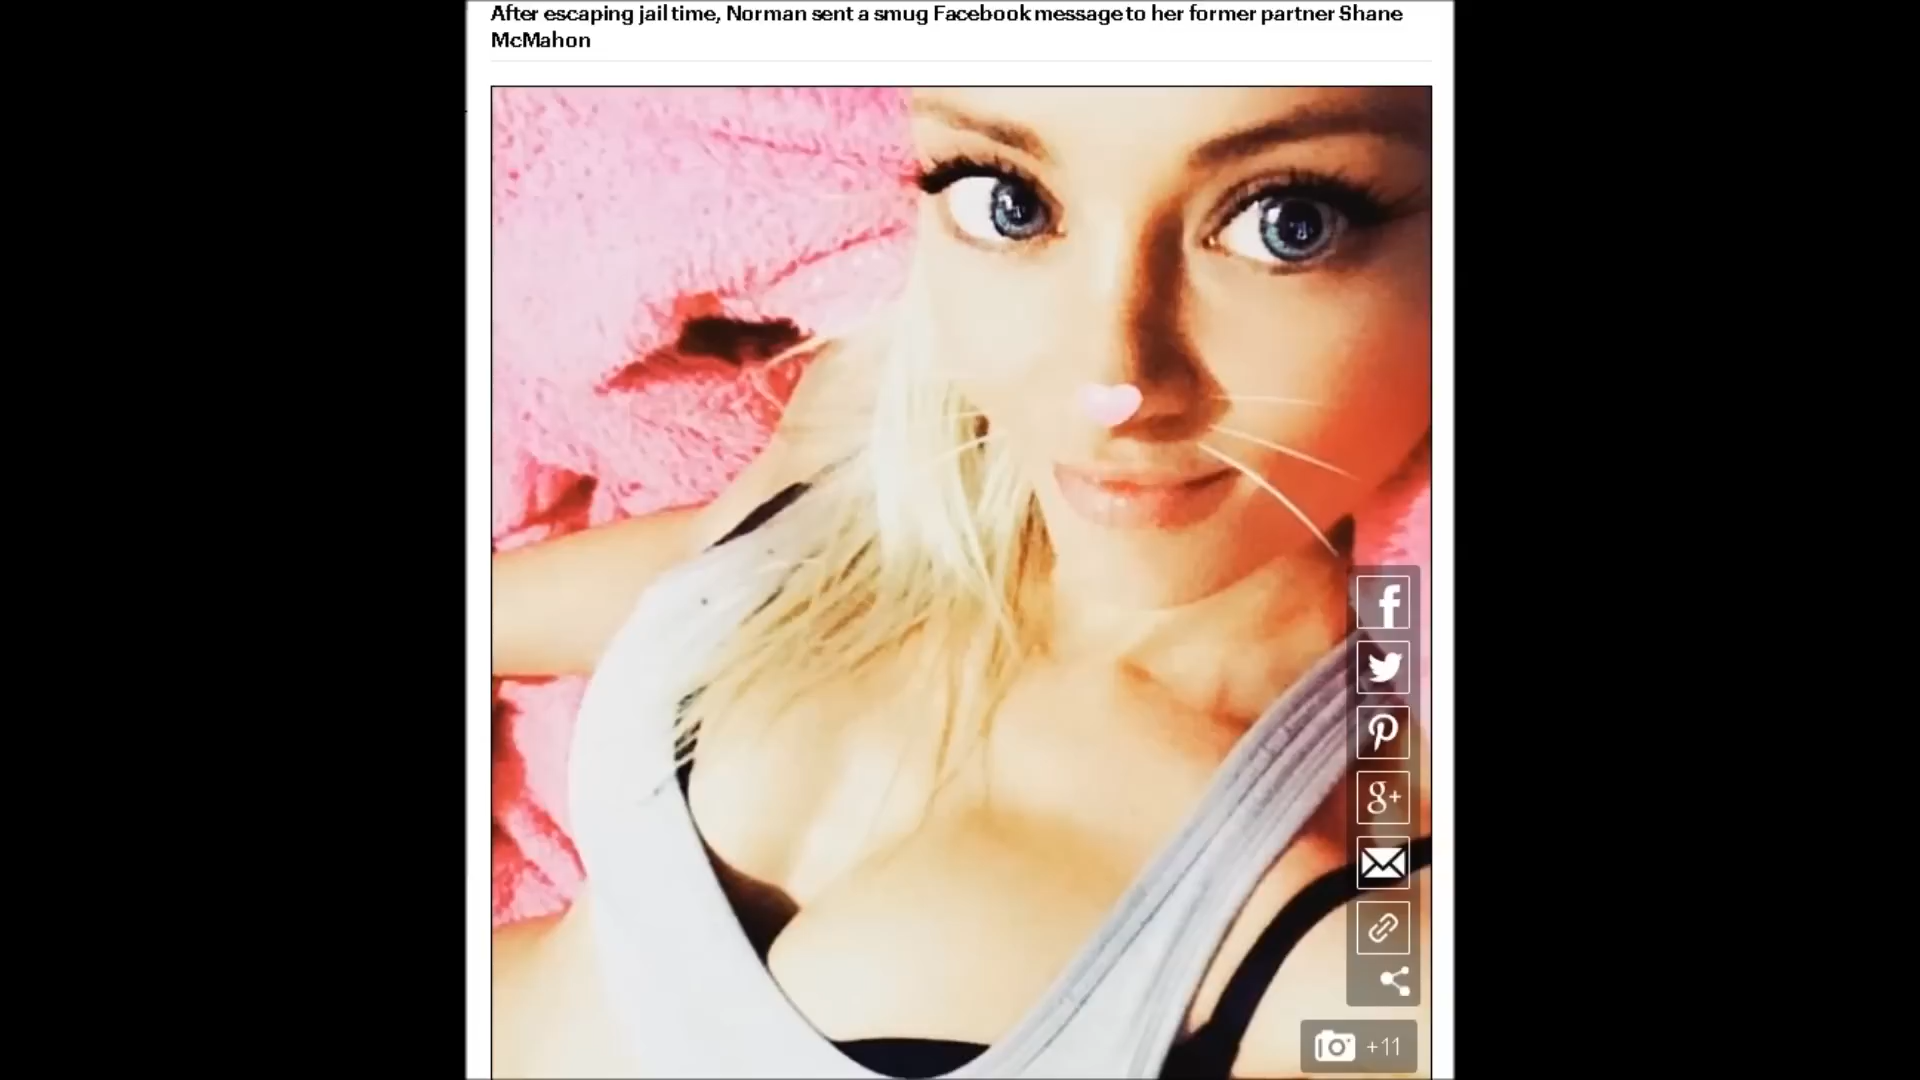 After escaping jail time, Norman sent a smug Facebook message to her former partner Shane
McMahon
f
g+
+11